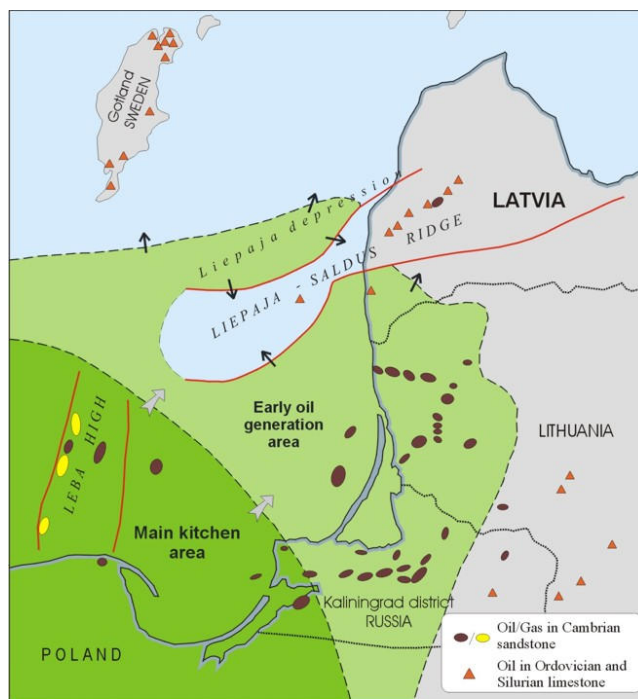 Gotland
SWEDEN
Liepaja depression
LATVIA
LIEPAJA - SALDUS RIDGE
LEBA HIGH
Early oil
generation
area
LITHUANIA
Main kitchen
area
Kaliningrad district
RUSSIA
POLAND
Oil/Gas in Cambrian
sandstone
Oil in Ordovician and
Silurian limestone